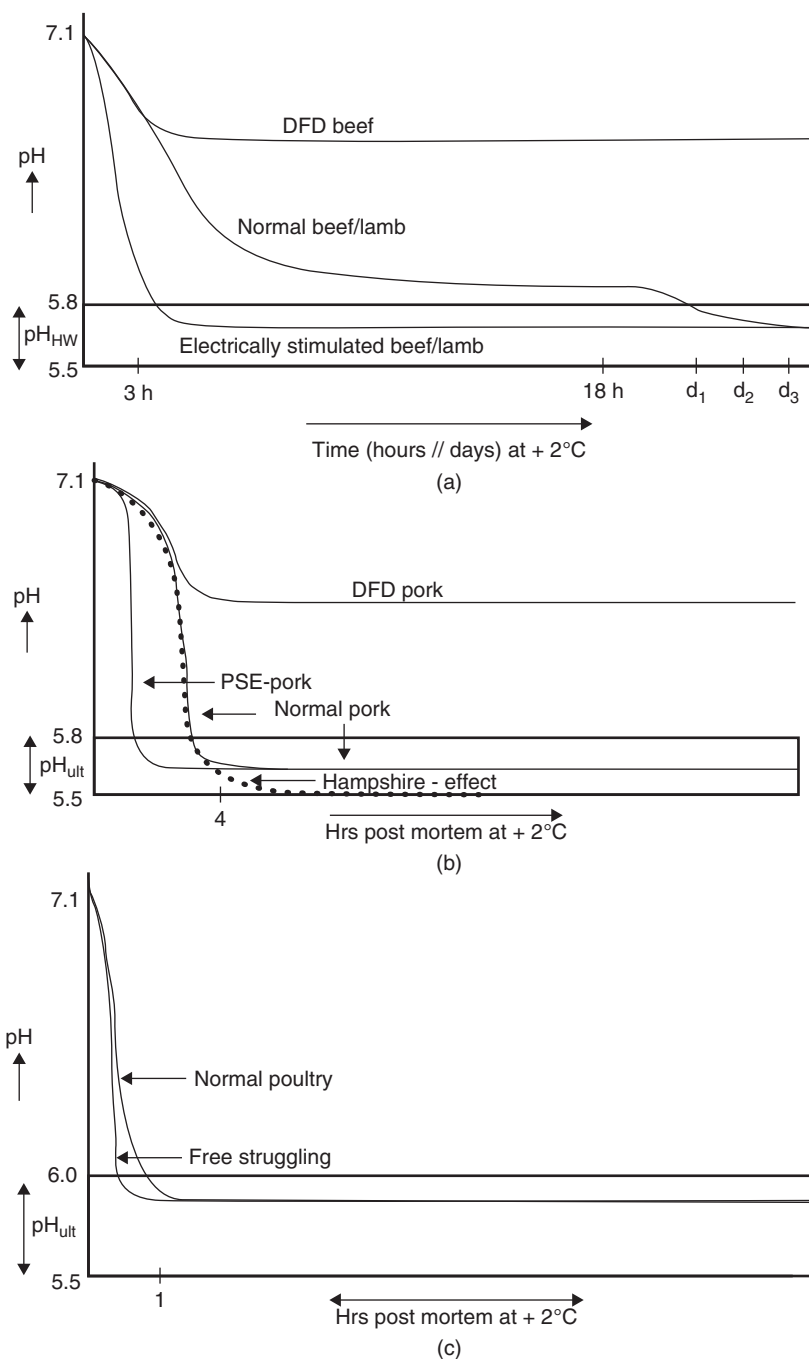 7.1
DFD beef
pH
Normal beef/lamb
5.8
pHHW
Electrically stimulated beef/lamb
5.5
3 h
18 h
d1
d2
d3
Time (hours // days) at + 2°C
(a)
7.1
DFD pork
pH
PSE-pork
Normal pork
5.8
pHult
Hampshire - effect
5.5
4
Hrs post mortem at + 2°C
(b)
7.1
pH
Normal poultry
Free struggling
6.0
pHult
5.5
1
Hrs post mortem at + 2°C
(c)